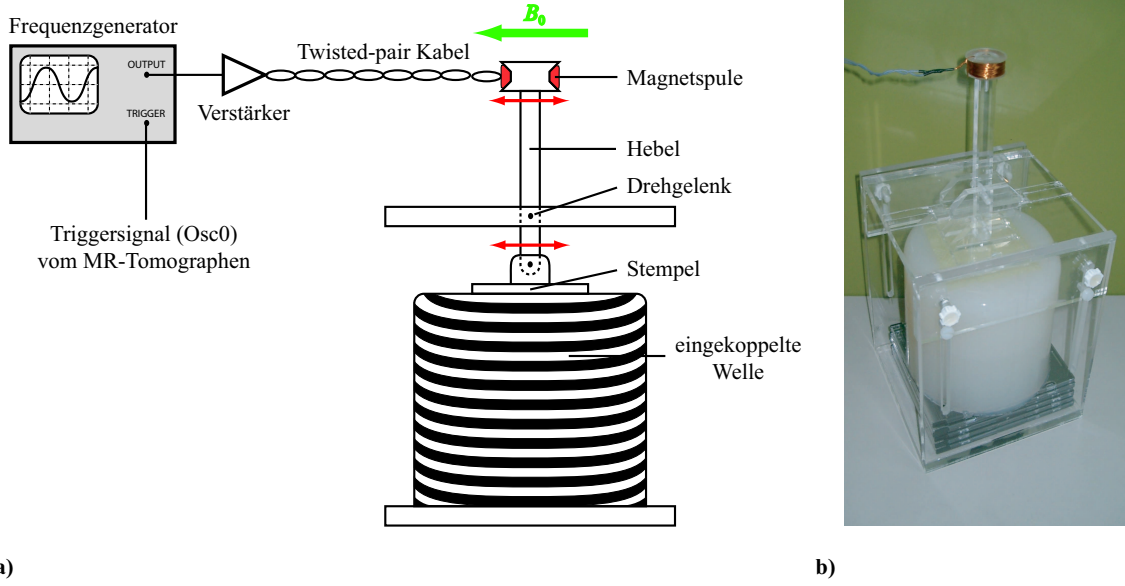 Frequenzgenerator
OUTPUT
TRIGGER
Verstärker
Twisted-pair Kabel
B₀
Magnetspule
Hebel
Drehgelenk
Triggersignal (Osc0)
vom MR-Tomographen
Stempel
eingekoppelte
Welle
a)
b)